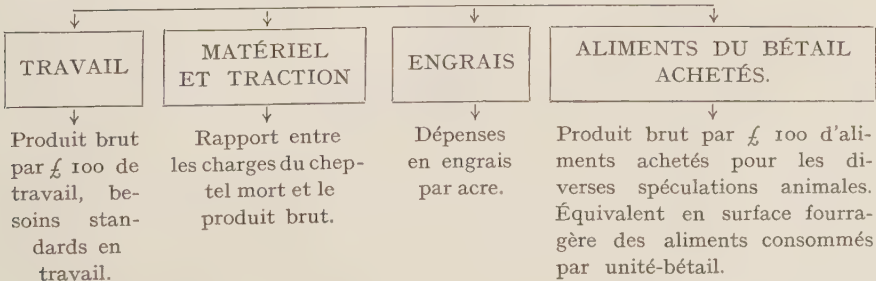 TRAVAIL
MATÉRIEL
ET TRACTION
ENGRAIS
ALIMENTS DU BÉTAIL
ACHETÉS.
Produit brut
par £ 100 de
travail, be-
soins stan-
dards en
travail.
Rapport entre
les charges du chep-
tel mort et le
produit brut.
Dépenses
en engrais
par acre.
Produit brut par £ 100 d'ali-
ments achetés pour les di-
verses spéculations animales.
Équivalent en surface fourra-
gère des aliments consommés
par unité-bétail.